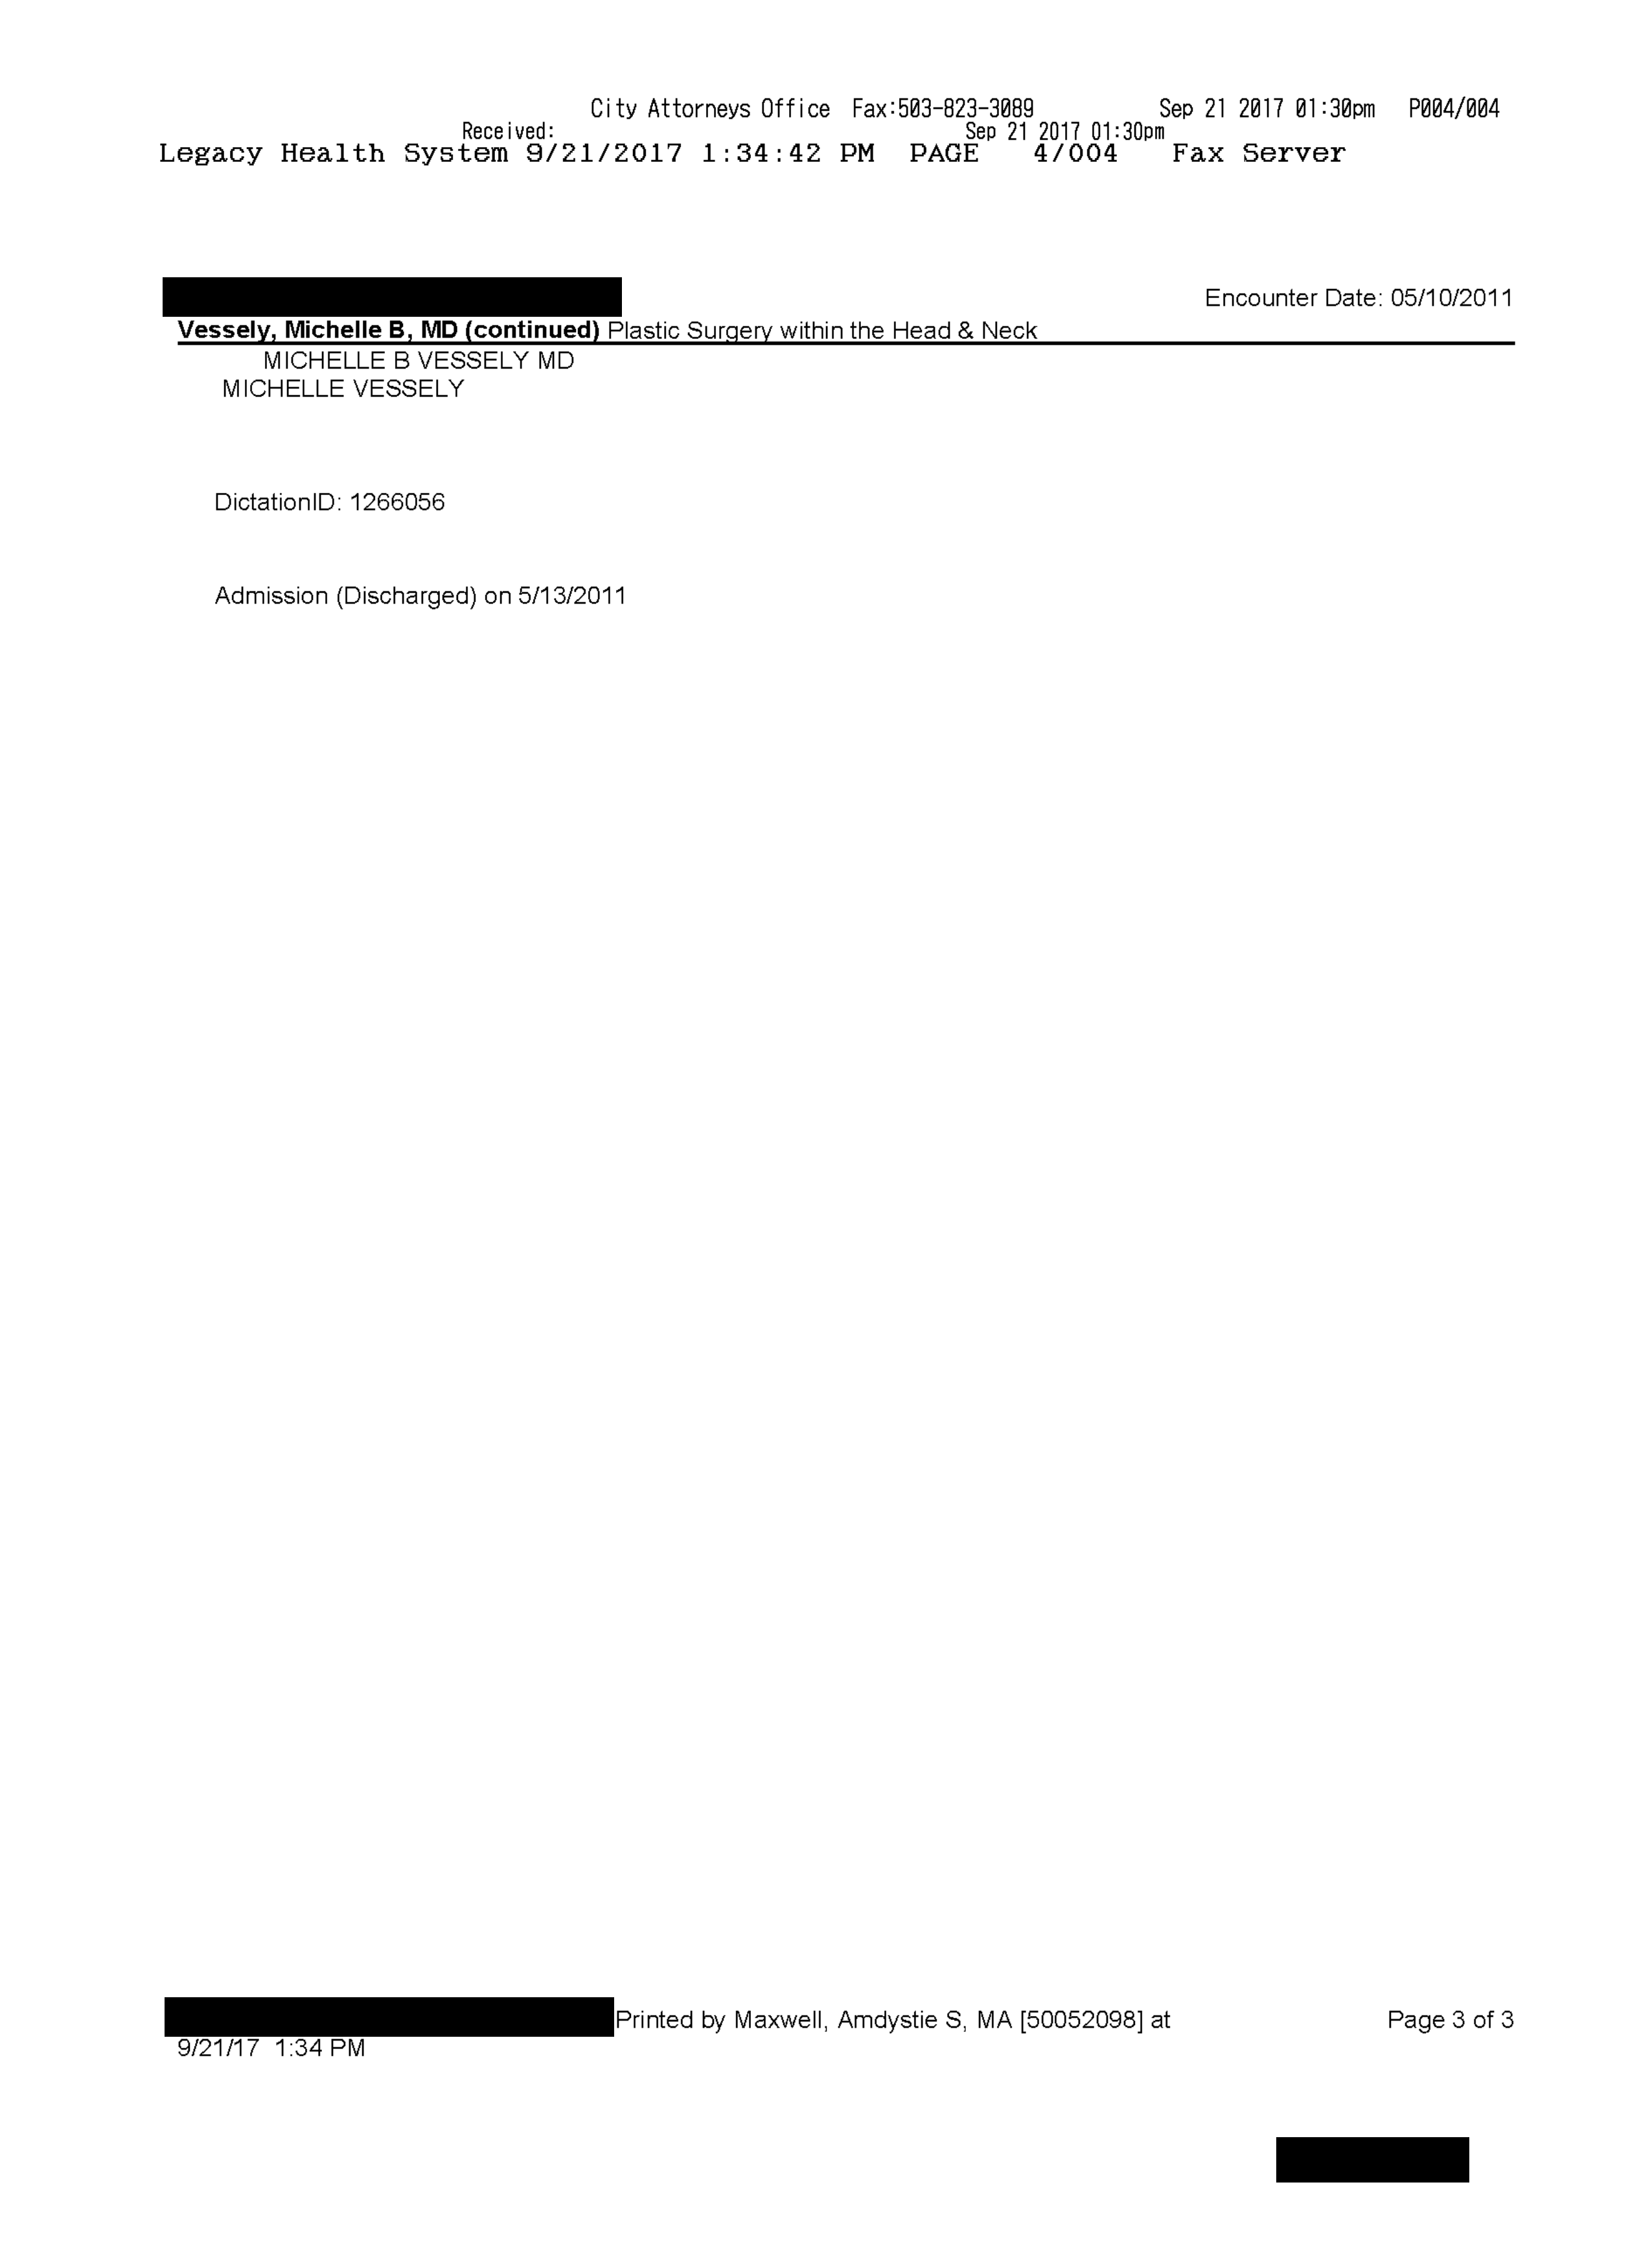 City Attorneys Office Fax:503-823-3089 Sep 21 2017 01:30pm P004/004
Received: Sep 21 2017 01:30pm
Legacy Health System 9/21/2017 1:34:42 PM PAGE 4/004 Fax Server
Encounter Date: 05/10/2011
Vessely, Michelle B, MD (continued) Plastic Surgery within the Head & Neck
MICHELLE B VESSELY MD
MICHELLE VESSELY
DictationID: 1266056
Admission (Discharged) on 5/13/2011
Printed by Maxwell, Amdystie S, MA [50052098] at Page 3 of 3
9/21/17 1:34 PM